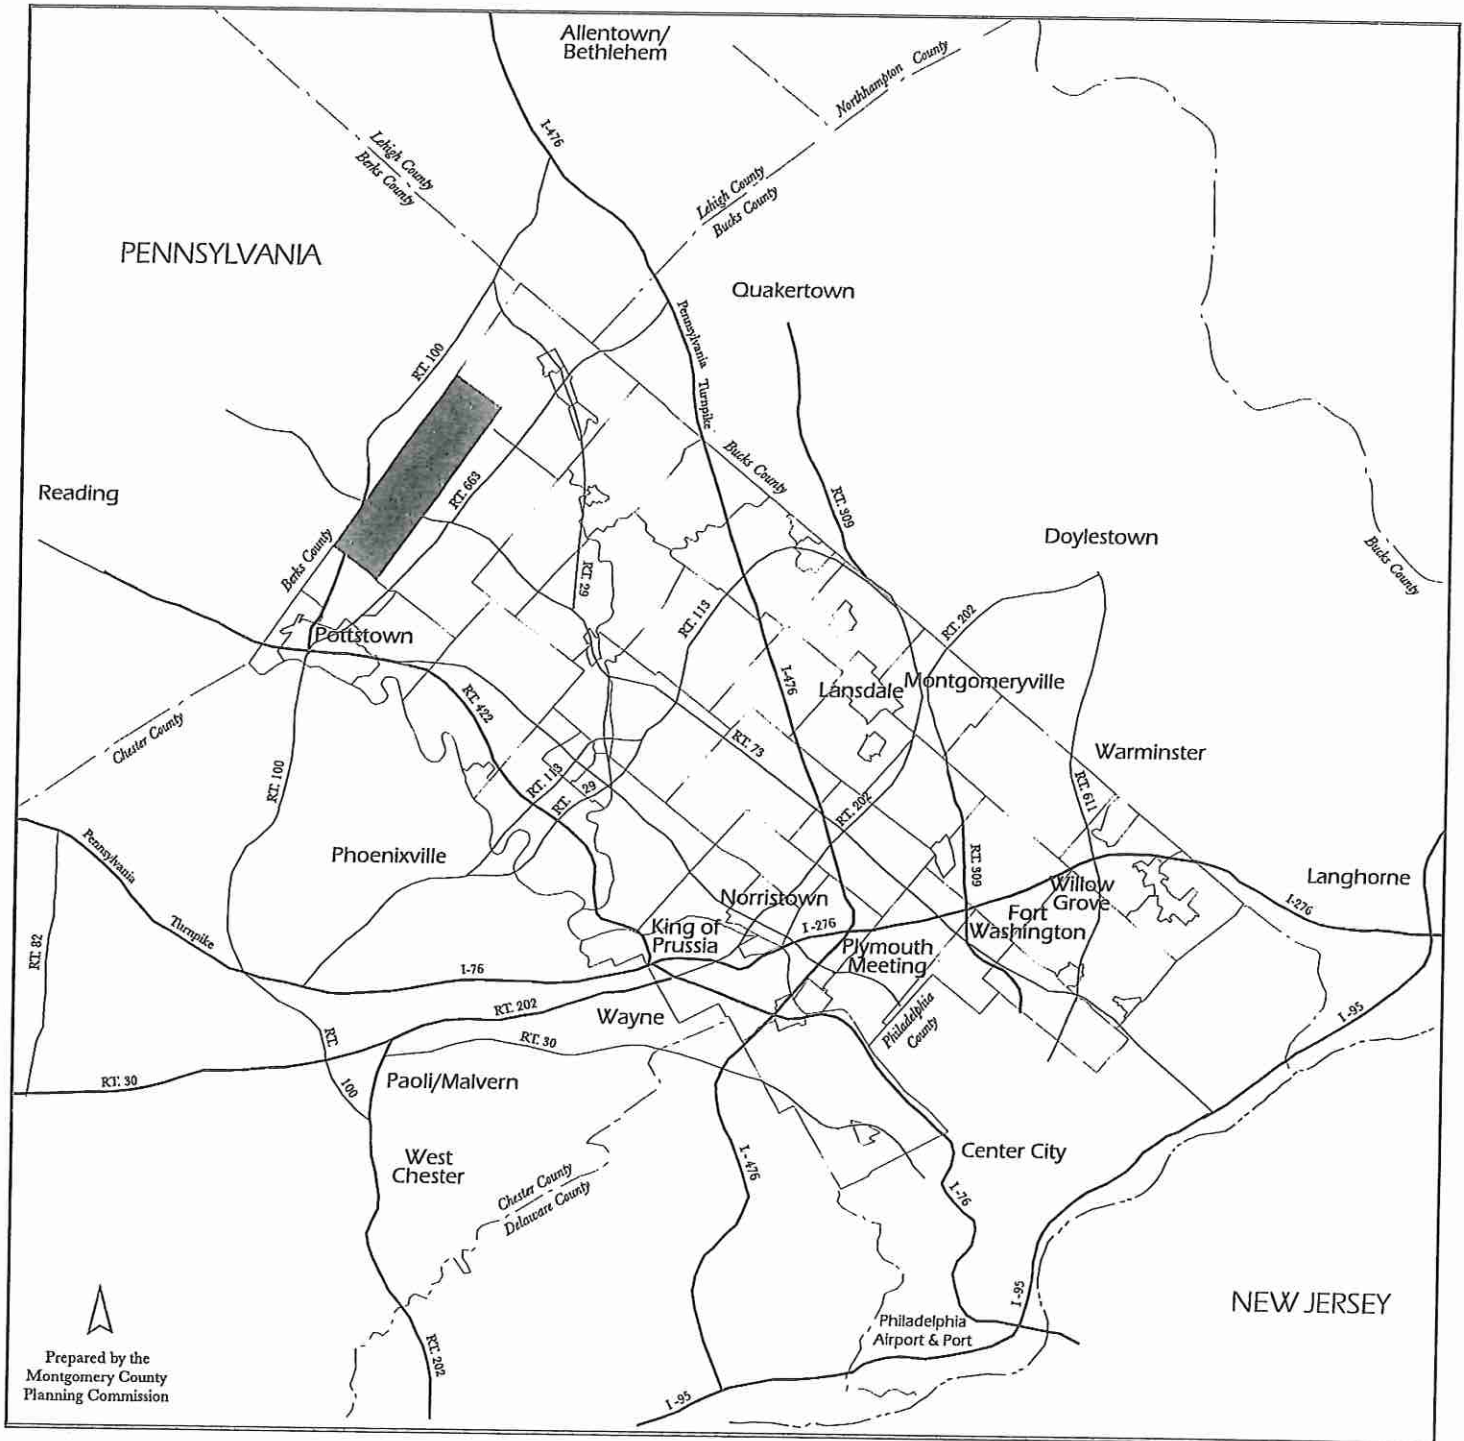 Allentown/
Bethlehem
Northhampton County
I-476
Lehigh County
Berks County
Lehigh County
Bucks County
PENNSYLVANIA
Quakertown
Pennsylvania Turnpike
RT. 100
Bucks County
RT. 663
Reading
RT. 309
Doylestown
Bucks County
Berks County
RT. 29
RT. 113
RT. 202
Pottstown
I-476
Lansdale
Montgomeryville
RT. 422
Chester County
RT. 73
Warminster
RT. 100
RT. 113
RT. 29
RT. 611
RT. 202
Pennsylvania
Turnpike
Phoenixville
RT. 309
Willow
Grove
Langhorne
Norristown
I-276
Fort
Washington
King of
Prussia
I-276
Plymouth
Meeting
RT. 82
I-76
RT. 202
Wayne
Philadelphia
County
I-95
RT.
100
RT. 30
RT. 30
Paoli/Malvern
Center City
West
Chester
I-476
Chester County
Delaware County
I-76
I-95
NEW JERSEY
Philadelphia
Airport & Port
RT. 202
I-95
Prepared by the
Montgomery County
Planning Commission